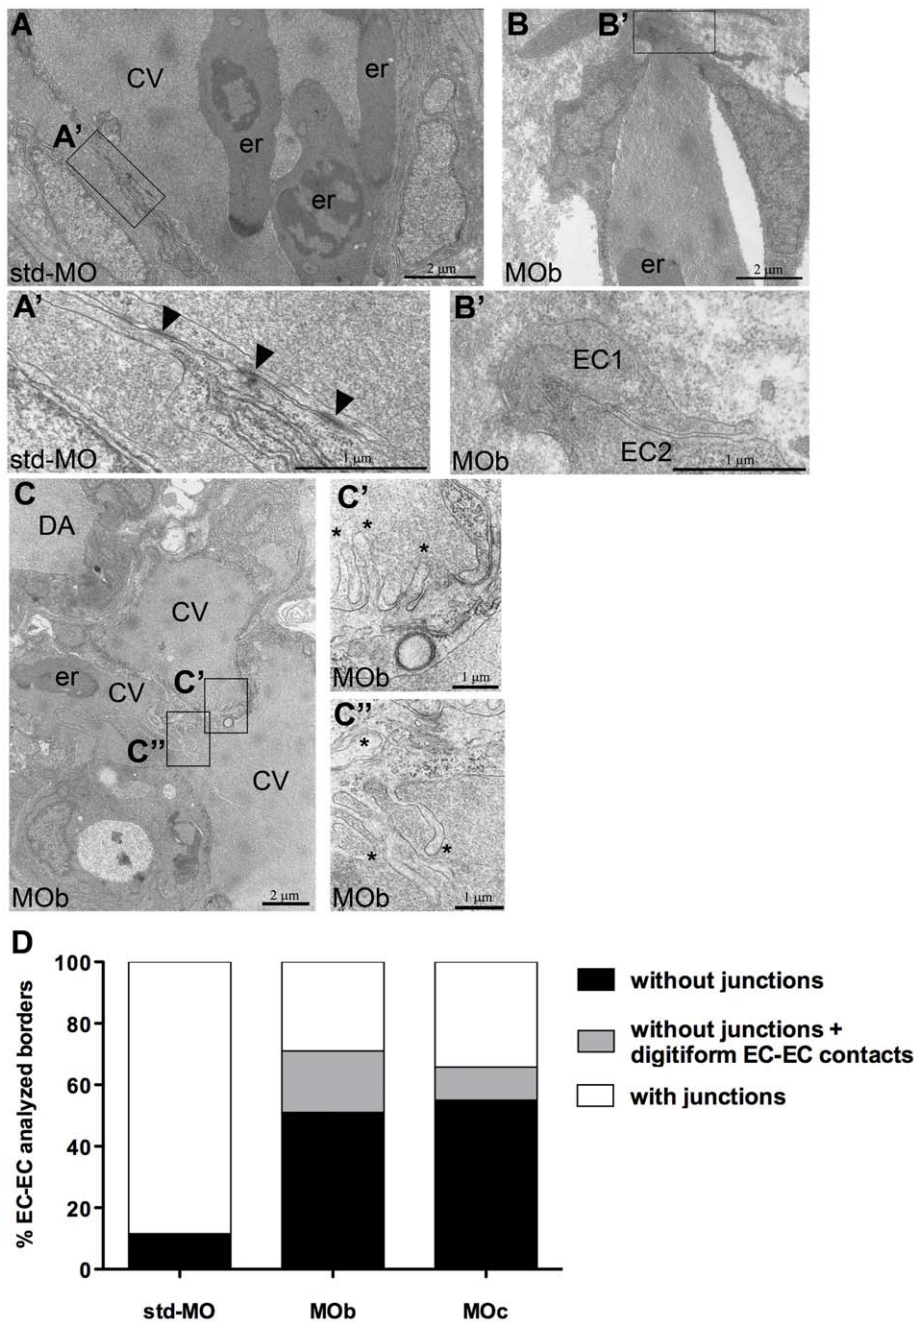 A
CV
er
er
er
A’
std-MO
2 μm
B
B’
er
MOb
2 μm
A’
std-MO
1 μm
B’
EC1
EC2
MOb
1 μm
C
DA
CV
er
CV
C’
C’’
CV
MOb
2 μm
C’
* * *
MOb
1 μm
C’’
*
* *
MOb
1 μm
D
% EC-EC analyzed borders
100
80
60
40
20
0
std-MO MOb MOc
without junctions
without junctions +
digitiform EC-EC contacts
with junctions